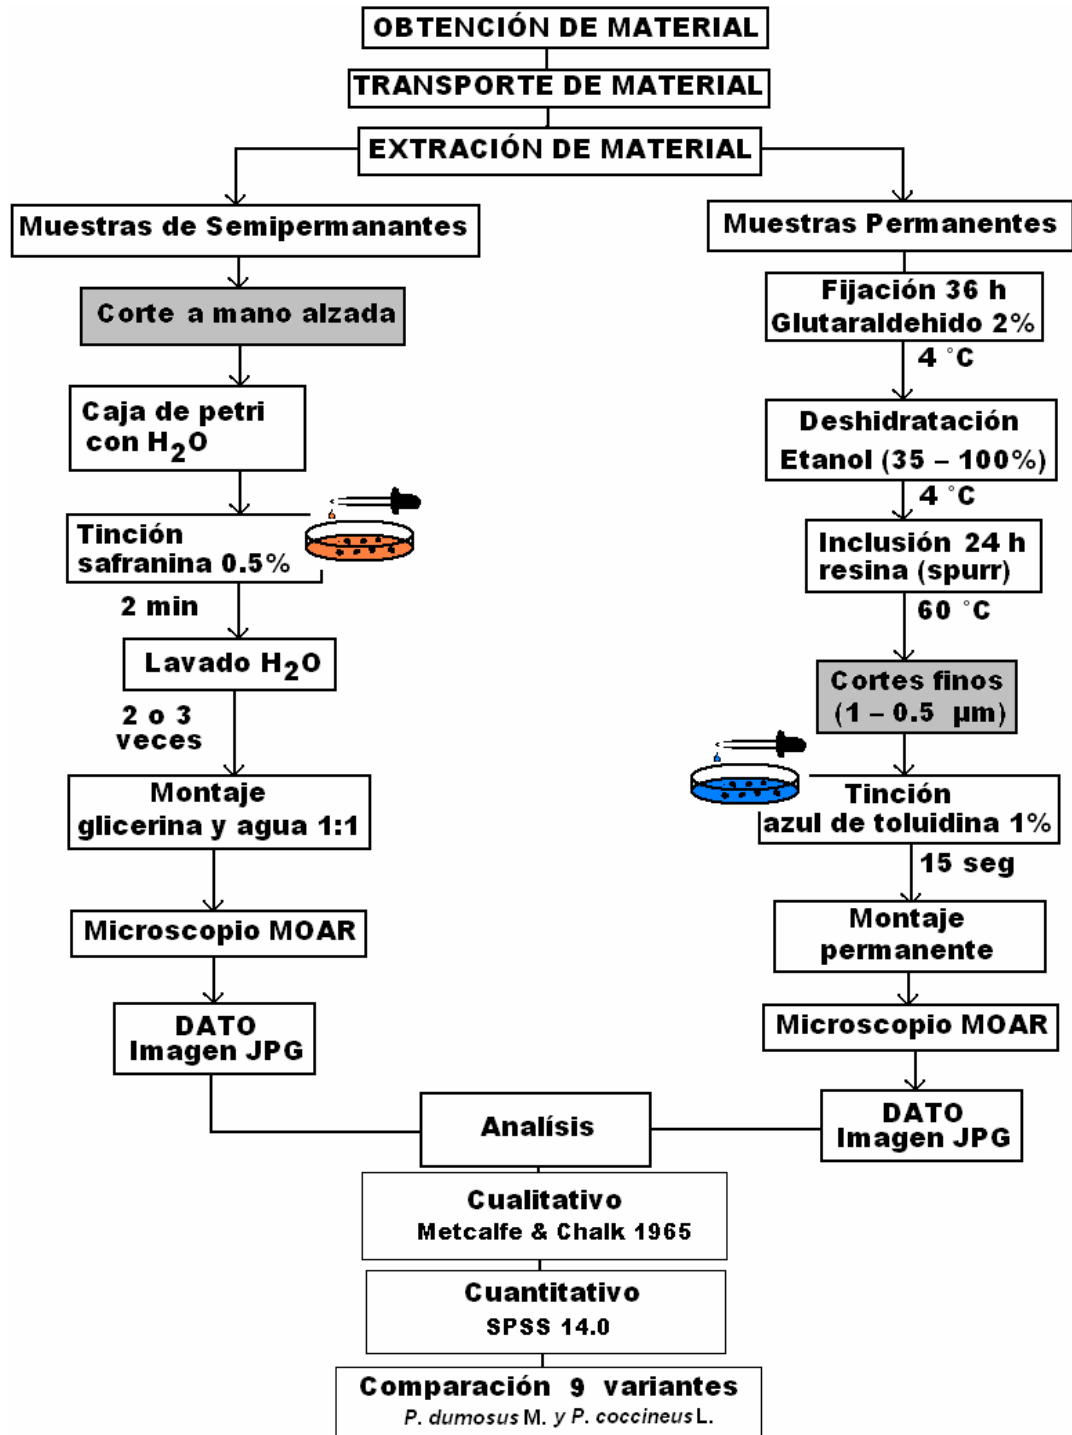 OBTENCIÓN DE MATERIAL
TRANSPORTE DE MATERIAL
EXTRACIÓN DE MATERIAL
Muestras de Semipermanantes
Corte a mano alzada
Caja de petri
con H₂O
Tinción
safranina 0.5%
2 min
Lavado H₂O
2 o 3
veces
Montaje
glicerina y agua 1:1
Microscopio MOAR
DATO
Imagen JPG
Muestras Permanentes
Fijación 36 h
Glutaraldehido 2%
4 °C
Deshidratación
Etanol (35 – 100%)
4 °C
Inclusión 24 h
resina (spurr)
60 °C
Cortes finos
(1 – 0.5 µm)
Tinción
azul de toluidina 1%
15 seg
Montaje
permanente
Microscopio MOAR
DATO
Imagen JPG
Analísis
Cualitativo
Metcalfe & Chalk 1965
Cuantitativo
SPSS 14.0
Comparación 9 variantes
P. dumosus M. y P. coccineus L.